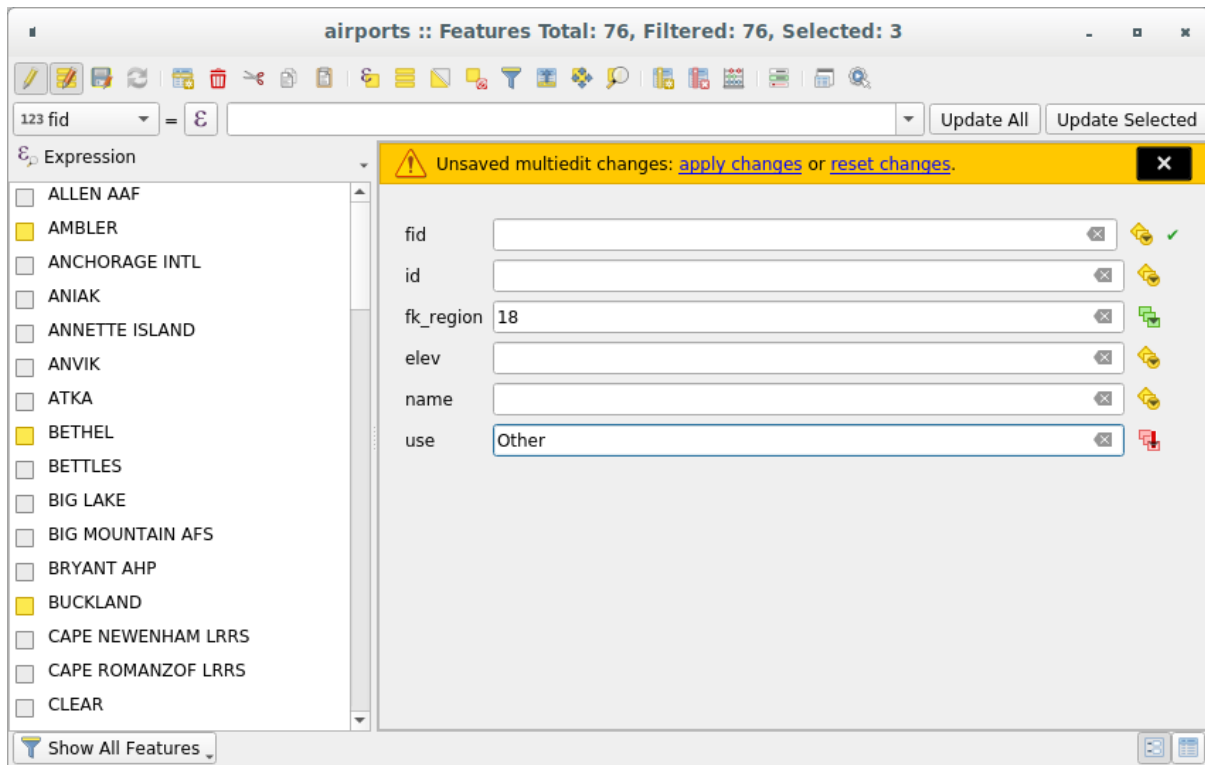 airports :: Features Total: 76, Filtered: 76, Selected: 3
123 fid = ε Update All Update Selected
ε Expression
Unsaved multiedit changes: apply changes or reset changes.
ALLEN AAF
AMBLER
ANCHORAGE INTL
ANIAK
ANNETTE ISLAND
ANVIK
ATKA
BETHEL
BETTLES
BIG LAKE
BIG MOUNTAIN AFS
BRYANT AHP
BUCKLAND
CAPE NEWENHAM LRRS
CAPE ROMANZOF LRRS
CLEAR
fid
id
fk_region 18
elev
name
use Other
Show All Features